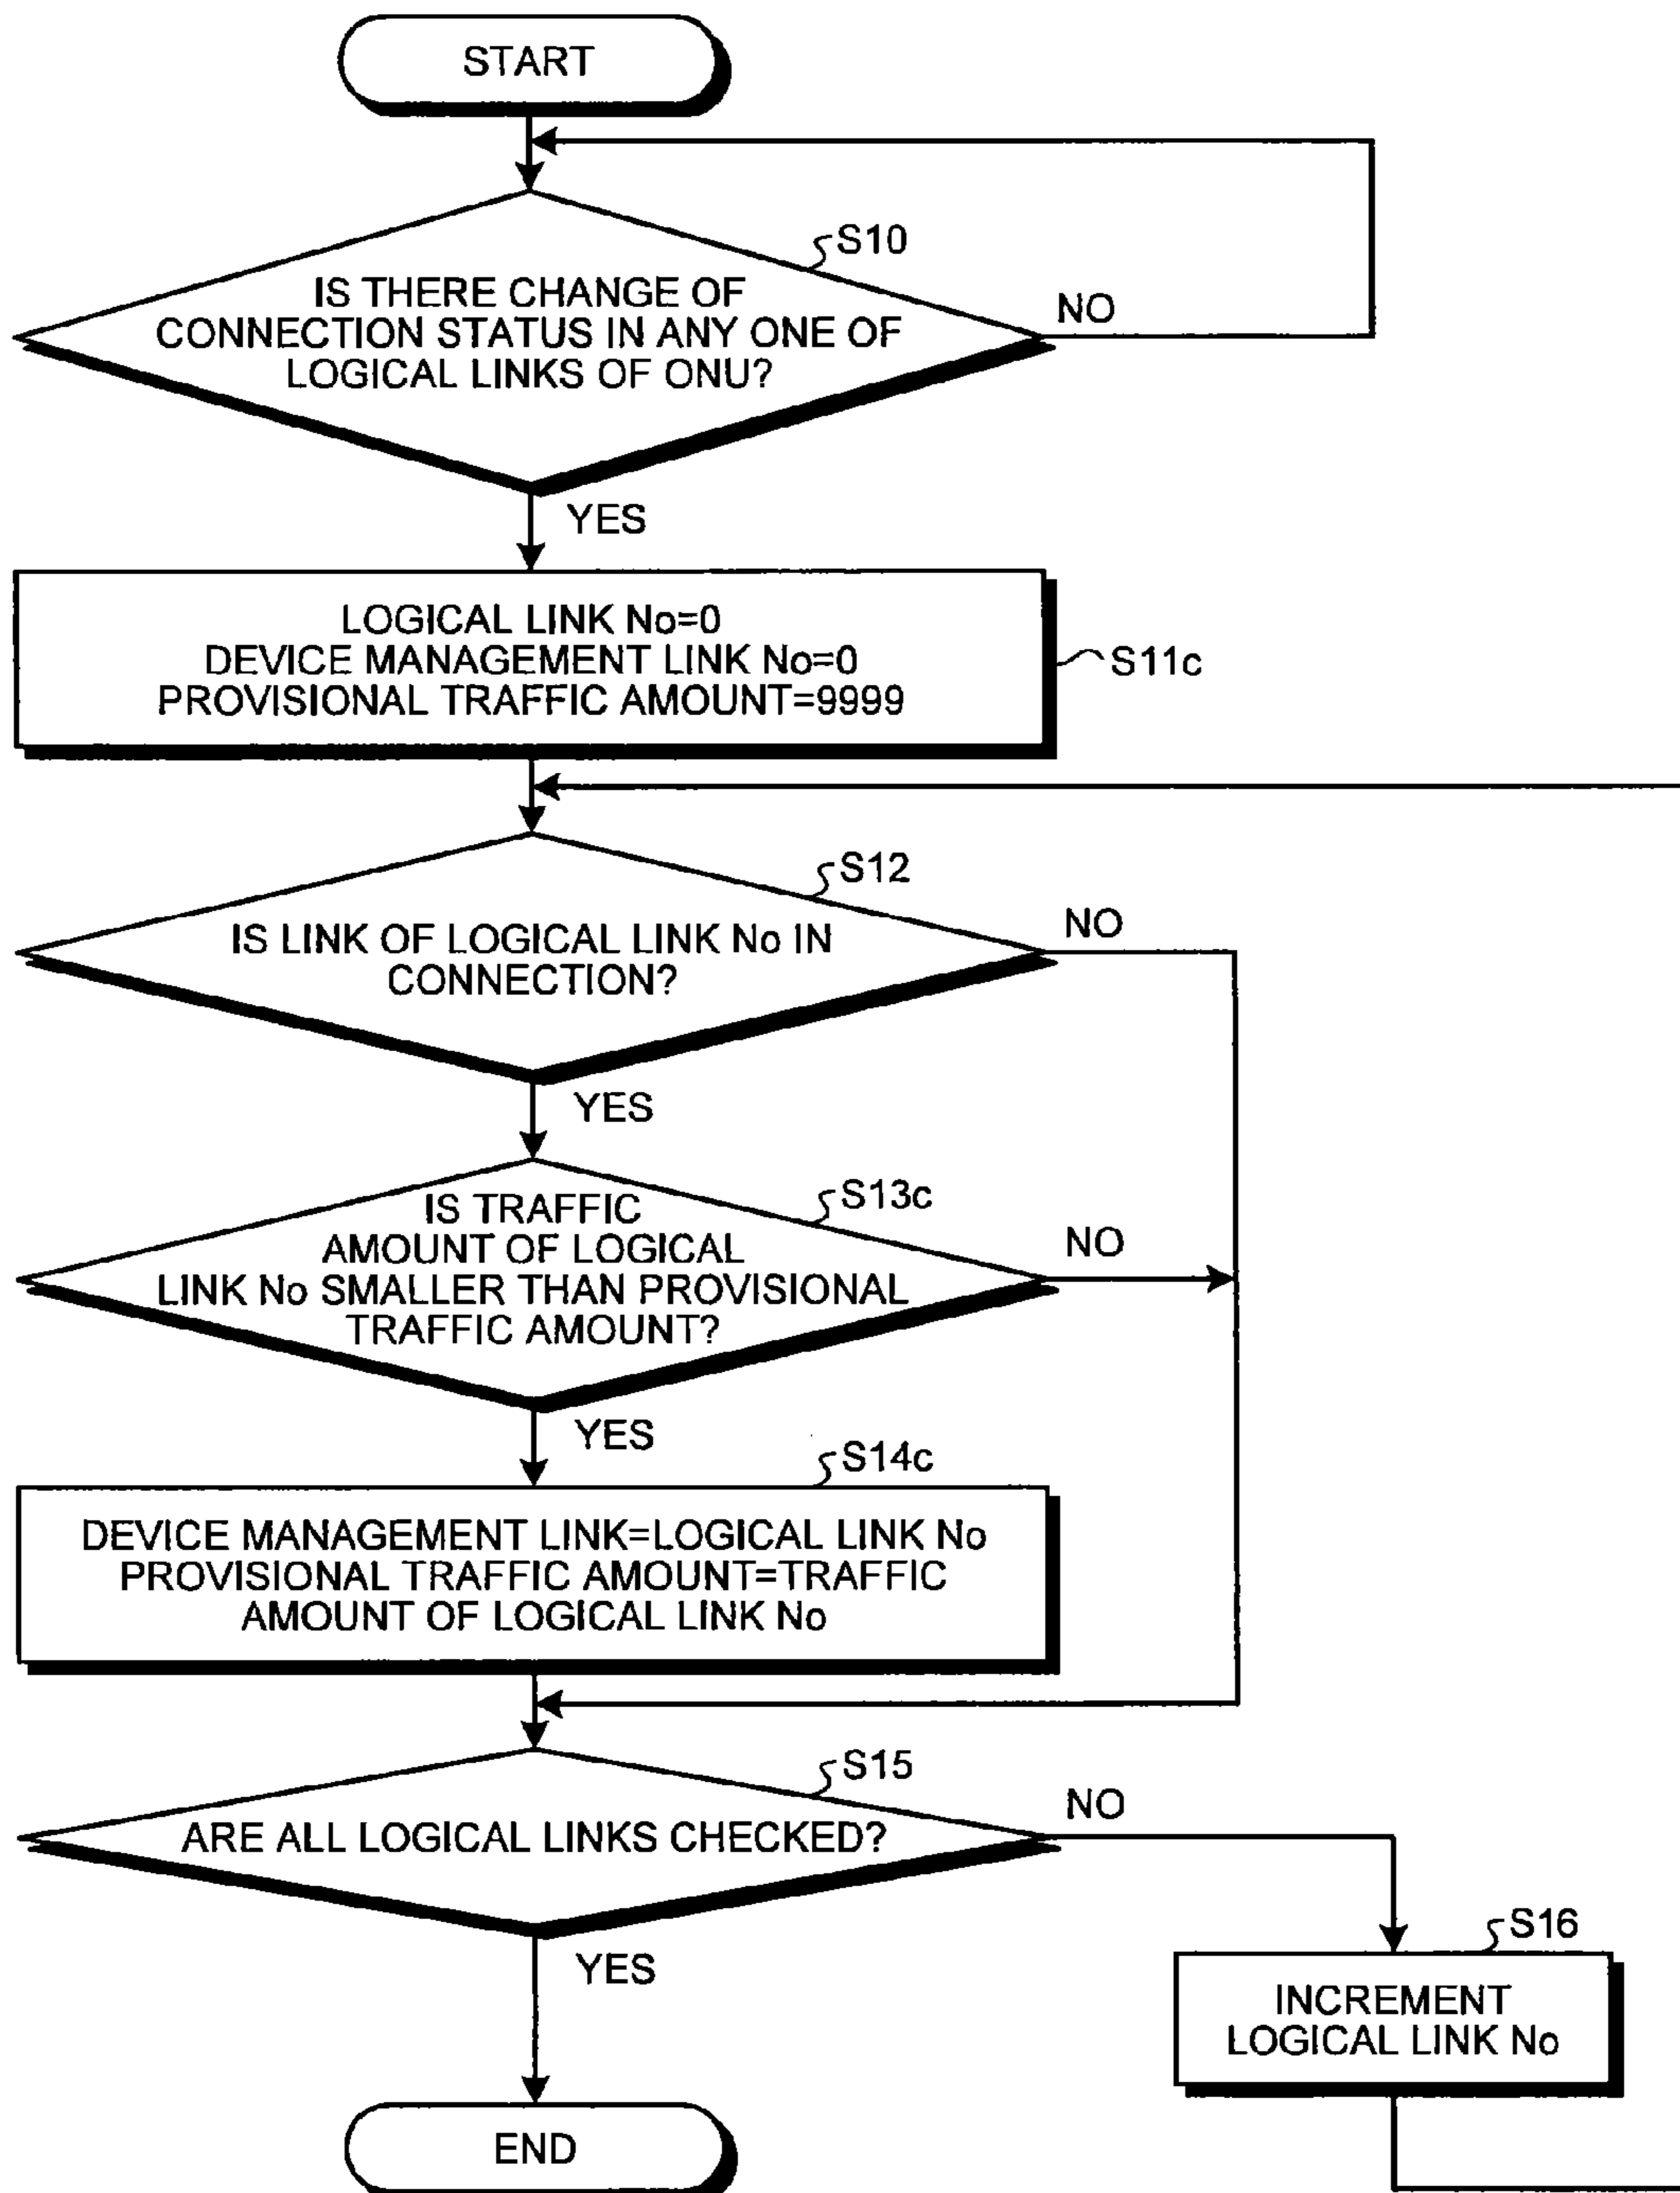 START
S10
IS THERE CHANGE OF
CONNECTION STATUS IN ANY ONE OF
LOGICAL LINKS OF ONU?
NO
YES
LOGICAL LINK No=0
DEVICE MANAGEMENT LINK No=0
PROVISIONAL TRAFFIC AMOUNT=9999
S11c
S12
IS LINK OF LOGICAL LINK No IN
CONNECTION?
NO
YES
S13c
IS TRAFFIC
AMOUNT OF LOGICAL
LINK No SMALLER THAN PROVISIONAL
TRAFFIC AMOUNT?
NO
YES
S14c
DEVICE MANAGEMENT LINK=LOGICAL LINK No
PROVISIONAL TRAFFIC AMOUNT=TRAFFIC
AMOUNT OF LOGICAL LINK No
S15
ARE ALL LOGICAL LINKS CHECKED?
NO
YES
S16
INCREMENT
LOGICAL LINK No
END